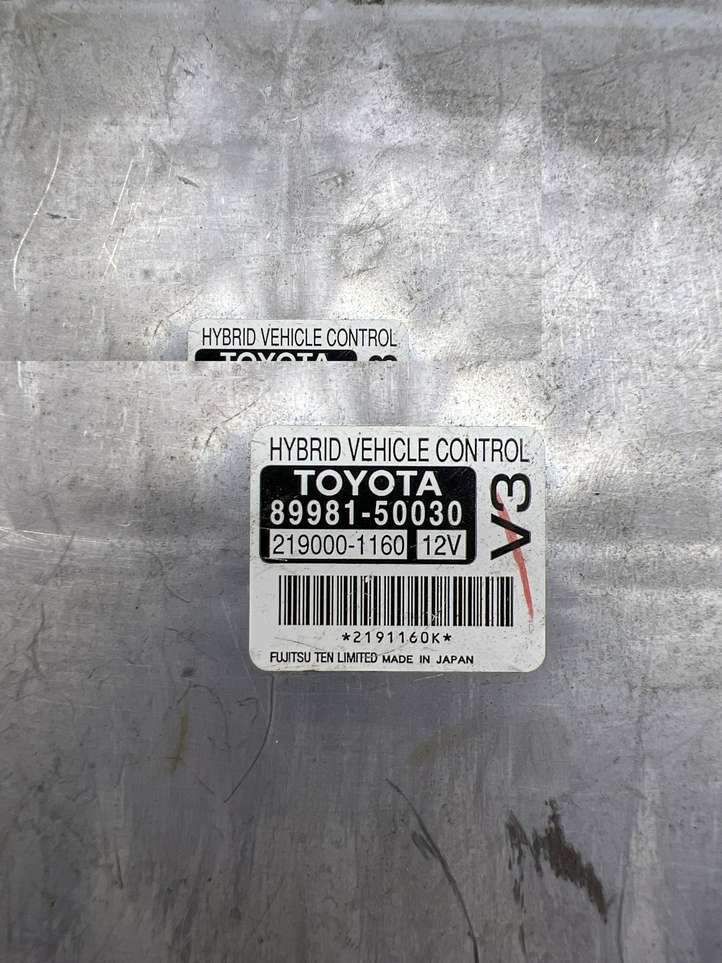 HYBRID VEHICLE CONTROL
TOYOTA
HYBRID VEHICLE CONTROL
TOYOTA
89981-50030
219000-1160 12V
V3
*2191160K*
FUJITSU TEN LIMITED MADE IN JAPAN